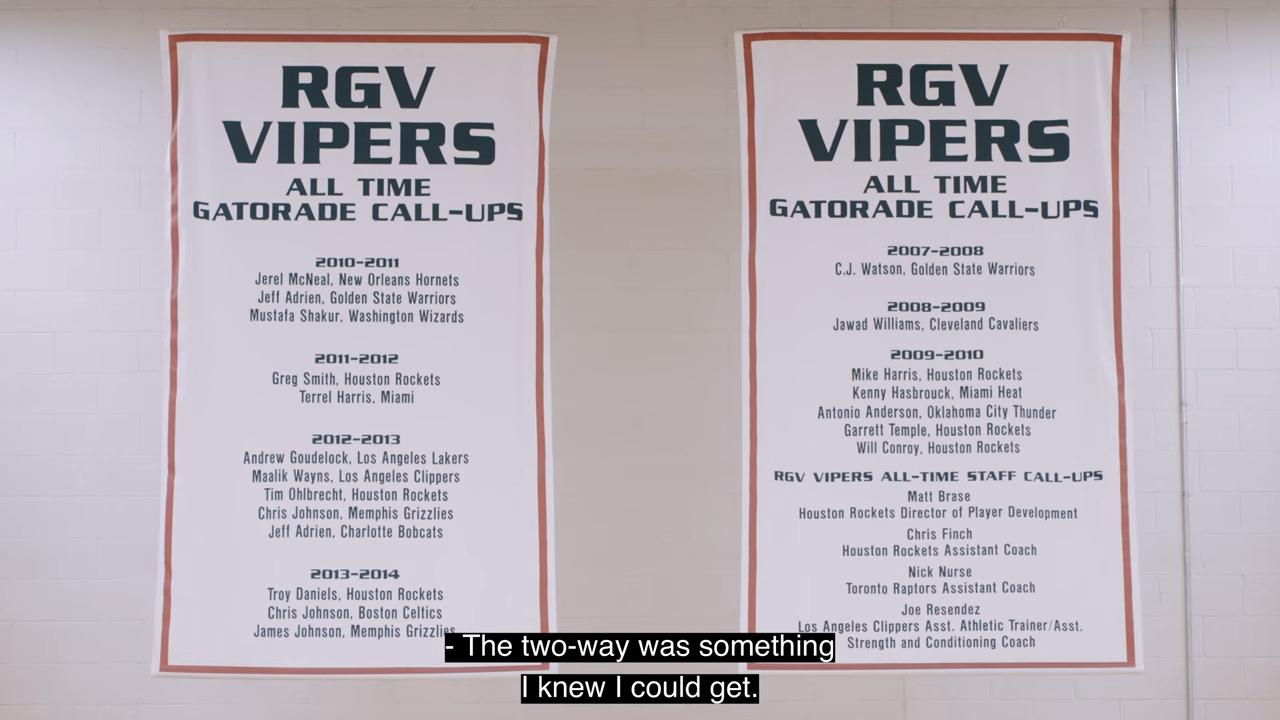 RGV
VIPERS
ALL TIME
GATORADE CALL-UPS
2010-2011
Jerel McNeal, New Orleans Hornets
Jeff Adrien, Golden State Warriors
Mustafa Shakur, Washington Wizards
2011-2012
Greg Smith, Houston Rockets
Terrel Harris, Miami
2012-2013
Andrew Goudelock, Los Angeles Lakers
Maalik Wayns, Los Angeles Clippers
Tim Ohlbrecht, Houston Rockets
Chris Johnson, Memphis Grizzlies
Jeff Adrien, Charlotte Bobcats
2013-2014
Troy Daniels, Houston Rockets
Chris Johnson, Boston Celtics
James Johnson, Memphis Grizzlies
RGV
VIPERS
ALL TIME
GATORADE CALL-UPS
2007-2008
C.J. Watson, Golden State Warriors
2008-2009
Jawad Williams, Cleveland Cavaliers
2009-2010
Mike Harris, Houston Rockets
Kenny Hasbrouck, Miami Heat
Antonio Anderson, Oklahoma City Thunder
Garrett Temple, Houston Rockets
Will Conroy, Houston Rockets
RGV VIPERS ALL-TIME STAFF CALL-UPS
Matt Brase
Houston Rockets Director of Player Development
Chris Finch
Houston Rockets Assistant Coach
Nick Nurse
Toronto Raptors Assistant Coach
Joe Resendez
Los Angeles Clippers Asst. Athletic Trainer/Asst.
Strength and Conditioning Coach
- The two-way was something
I knew I could get.